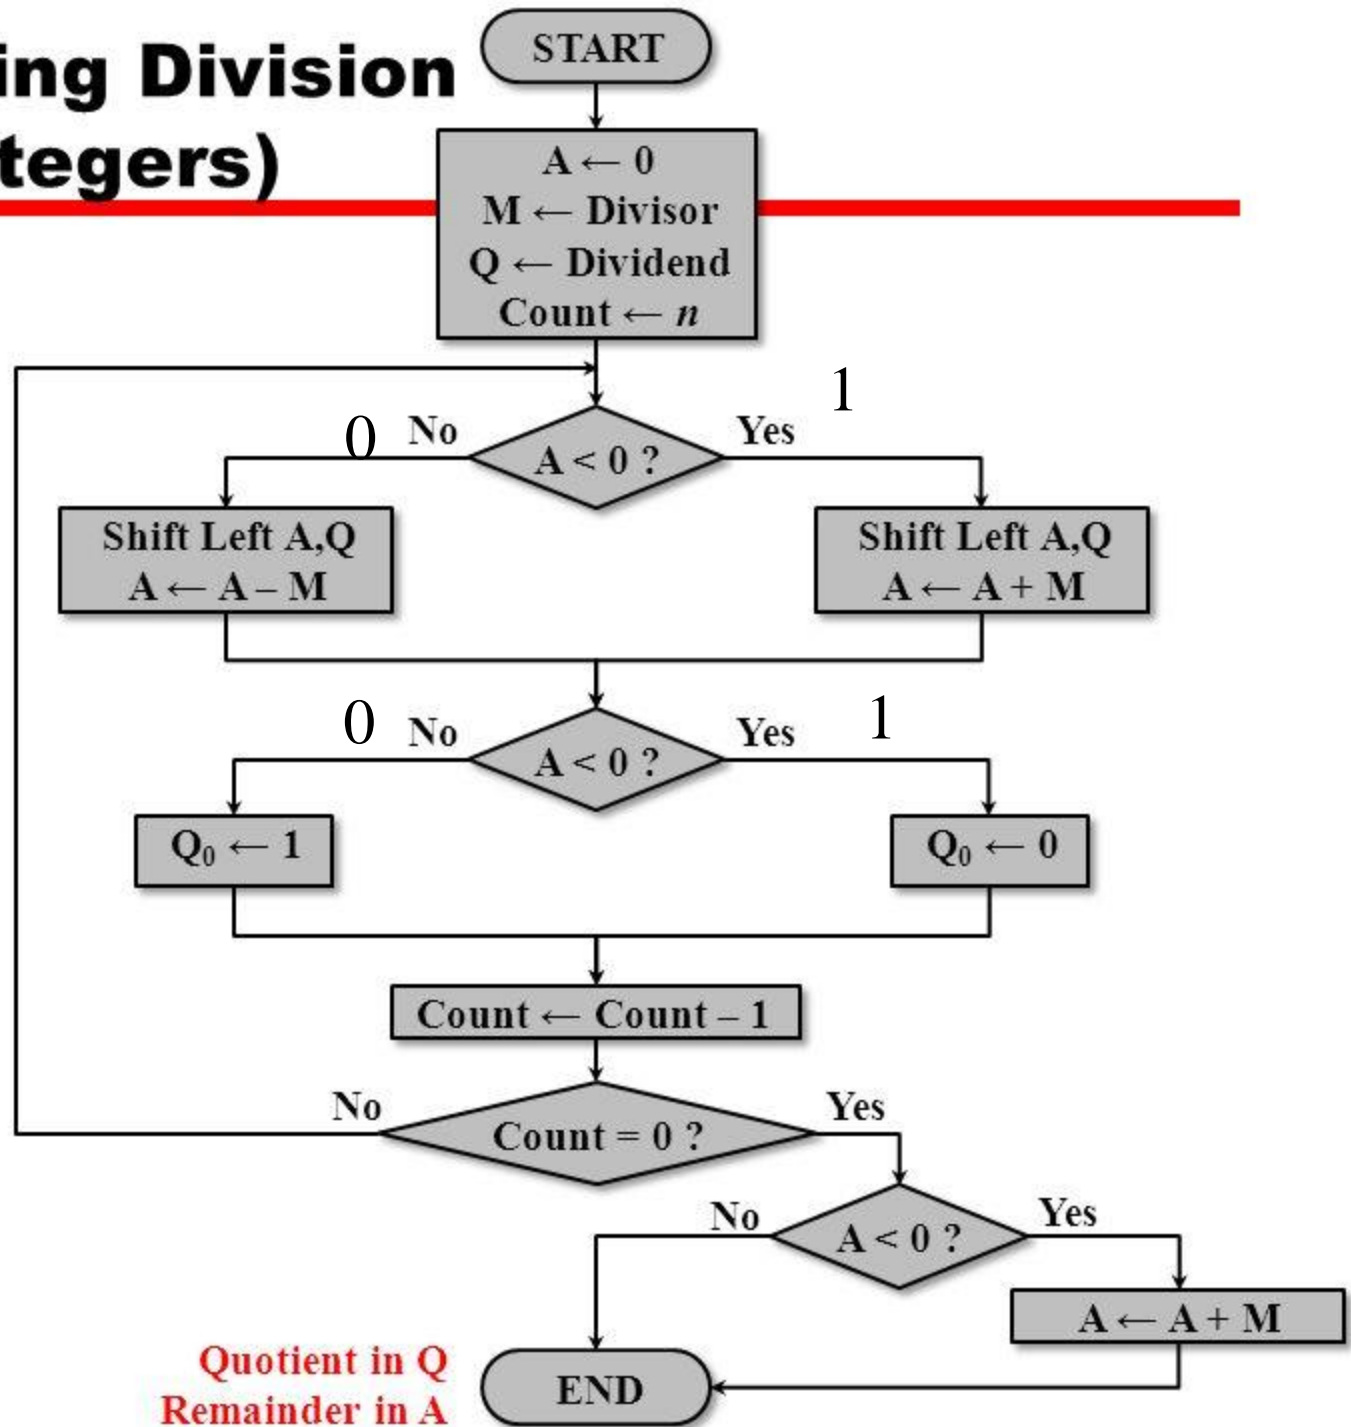 ing Division
tegers)
START
A ← 0
M ← Divisor
Q ← Dividend
Count ← n
0 No
A < 0 ?
Yes 1
Shift Left A,Q
A ← A – M
Shift Left A,Q
A ← A + M
0 No
A < 0 ?
Yes 1
Q₀ ← 1
Q₀ ← 0
Count ← Count – 1
No
Count = 0 ?
Yes
No
A < 0 ?
Yes
A ← A + M
Quotient in Q
Remainder in A
END